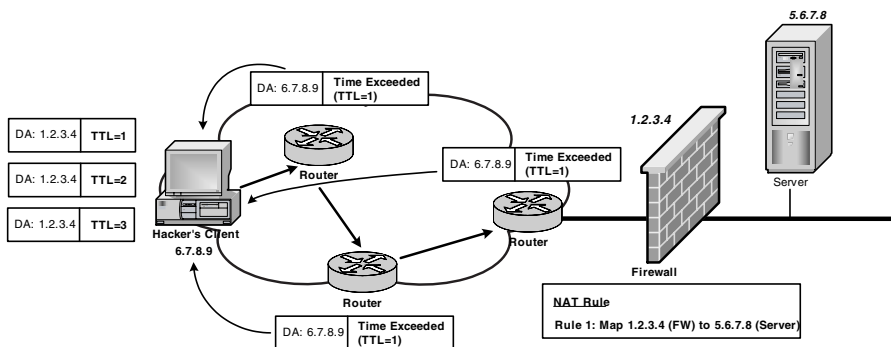 5.6.7.8
DA: 6.7.8.9 Time Exceeded
(TTL=1)
1.2.3.4
DA: 1.2.3.4 TTL=1
DA: 1.2.3.4 TTL=2
DA: 1.2.3.4 TTL=3
Router
DA: 6.7.8.9 Time Exceeded
(TTL=1)
Server
Hacker's Client
6.7.8.9
Router
Router
Firewall
DA: 6.7.8.9 Time Exceeded
(TTL=1)
NAT Rule
Rule 1: Map 1.2.3.4 (FW) to 5.6.7.8 (Server)